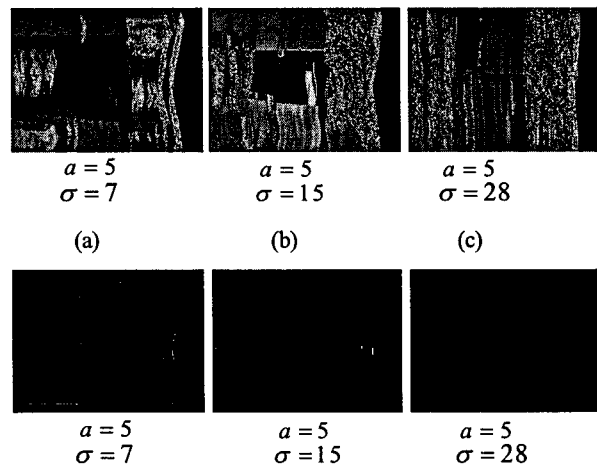 a = 5 a = 5 a = 5
σ = 7 σ = 15 σ = 28
(a) (b) (c)
a = 5 a = 5 a = 5
σ = 7 σ = 15 σ = 28